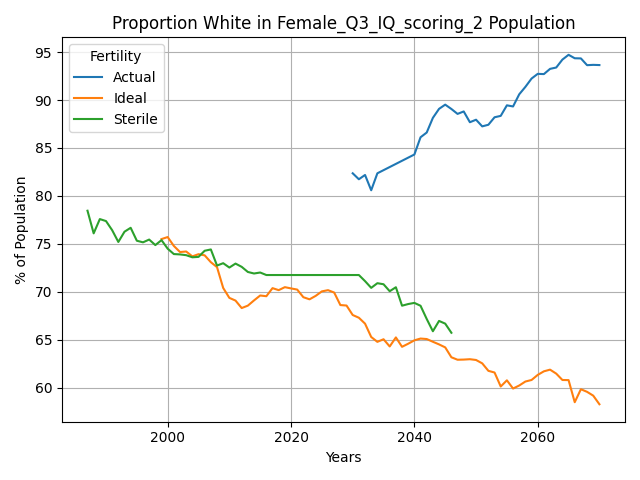 Proportion White in Female_Q3_IQ_scoring_2 Population
Fertility
Actual
Ideal
Sterile
% of Population
95
90
85
80
75
70
65
60
2000
2020
2040
2060
Years